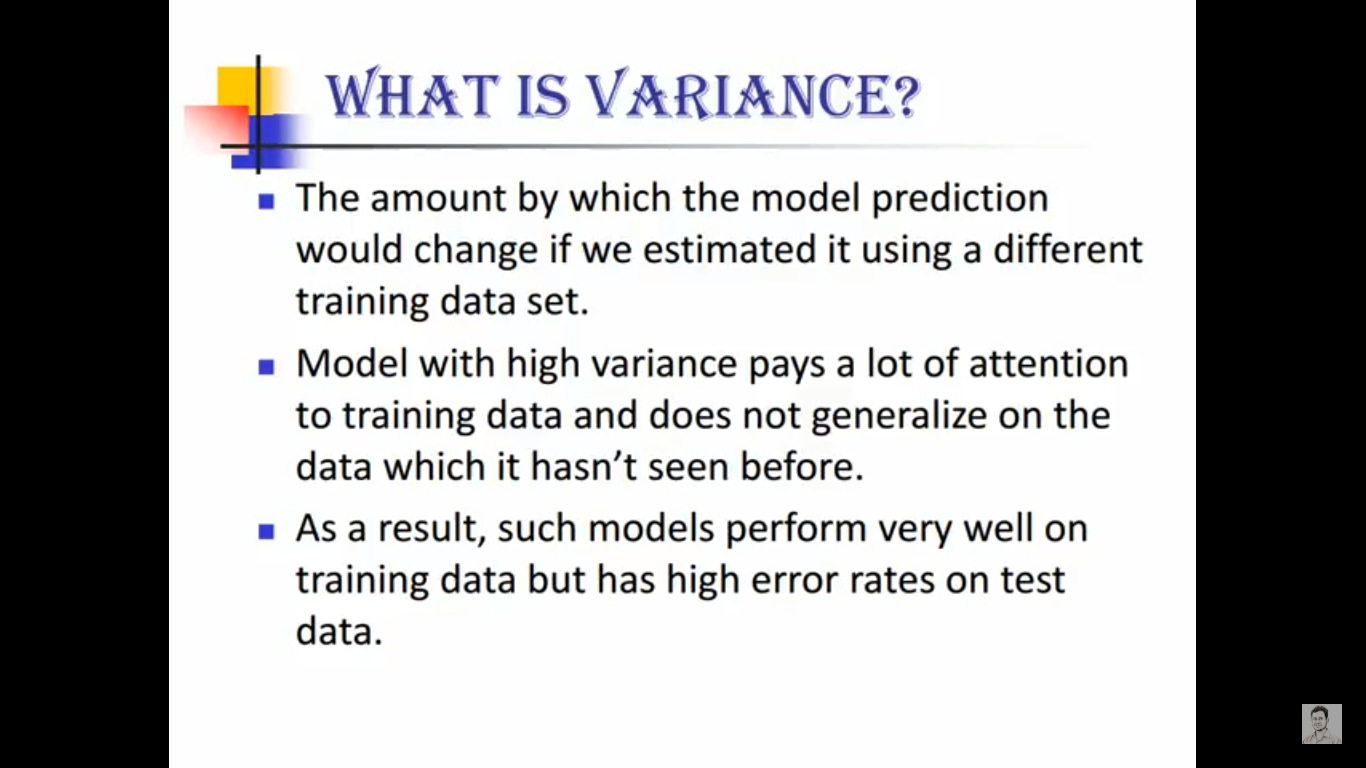 WHAT IS VARIANCE?
The amount by which the model prediction
would change if we estimated it using a different
training data set.
Model with high variance pays a lot of attention
to training data and does not generalize on the
data which it hasn’t seen before.
As a result, such models perform very well on
training data but has high error rates on test
data.